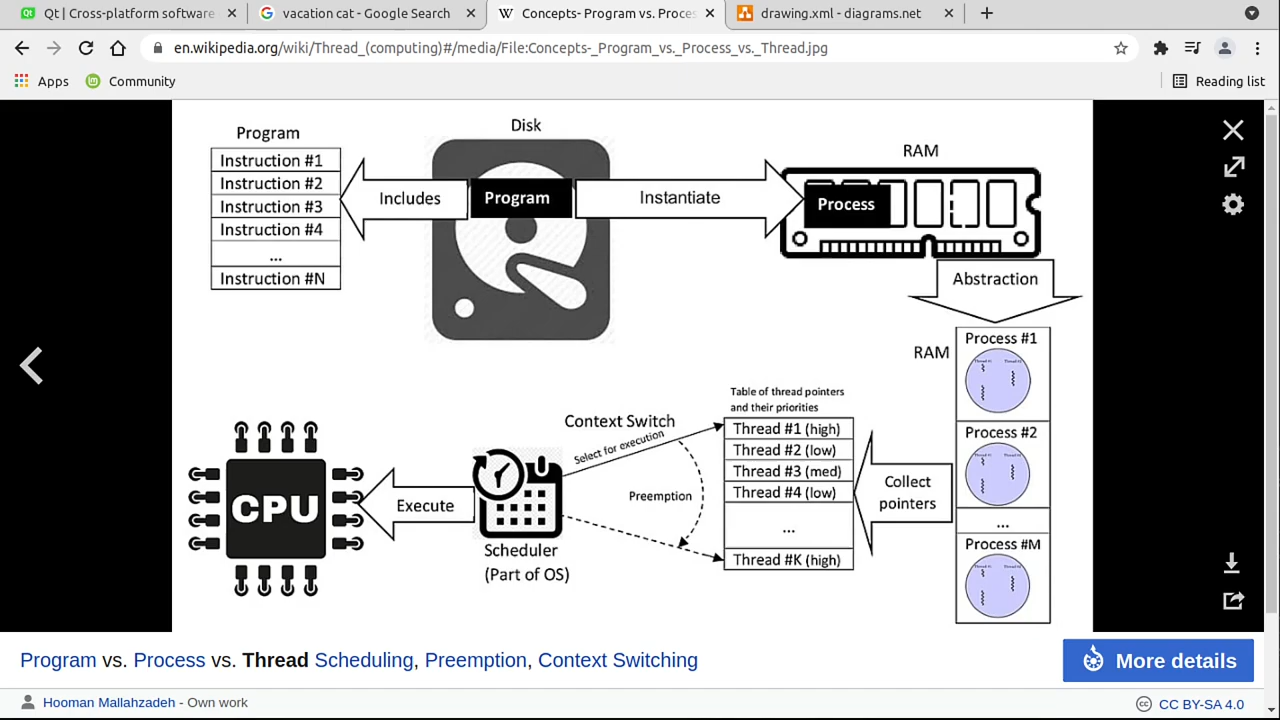 Qt | Cross-platform software
vacation cat - Google Search
Concepts- Program vs. Proces
drawing.xml - diagrams.net
en.wikipedia.org/wiki/Thread_(computing)#/media/File:Concepts-_Program_vs._Process_vs._Thread.jpg
Apps
Community
Reading list
Program
Instruction #1
Instruction #2
Instruction #3
Instruction #4
...
Instruction #N
Includes
Disk
Program
Instantiate
RAM
Process
Abstraction
RAM
Process #1
Process #2
...
Process #M
Collect
pointers
Table of thread pointers
and their priorities
Thread #1 (high)
Thread #2 (low)
Thread #3 (med)
Thread #4 (low)
...
Thread #K (high)
Context Switch
Select for execution
Preemption
Scheduler
(Part of OS)
Execute
CPU
Program vs. Process vs. Thread Scheduling, Preemption, Context Switching
More details
Hooman Mallahzadeh - Own work
CC BY-SA 4.0